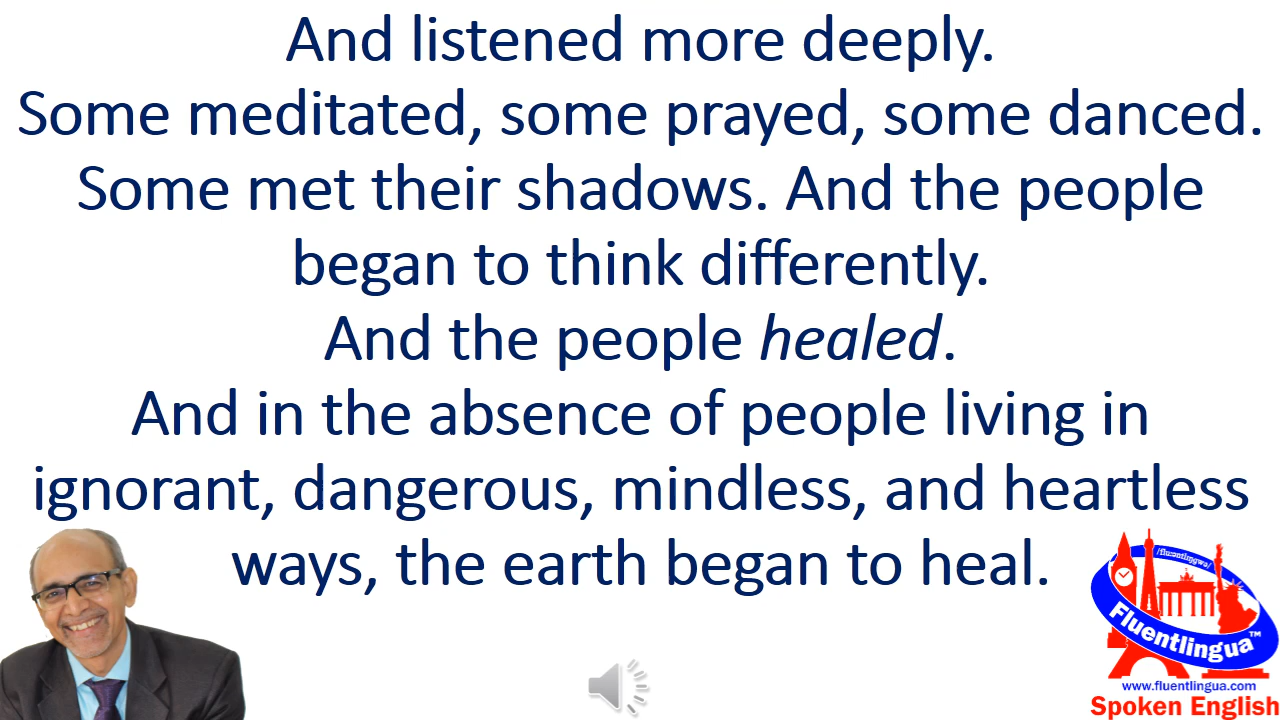 And listened more deeply.
Some meditated, some prayed, some danced.
Some met their shadows. And the people
began to think differently.
And the people healed.
And in the absence of people living in
ignorant, dangerous, mindless, and heartless
ways, the earth began to heal.
/fluːəntlɪŋgwə/
Fluentlingua™
www.fluentlingua.com
Spoken English